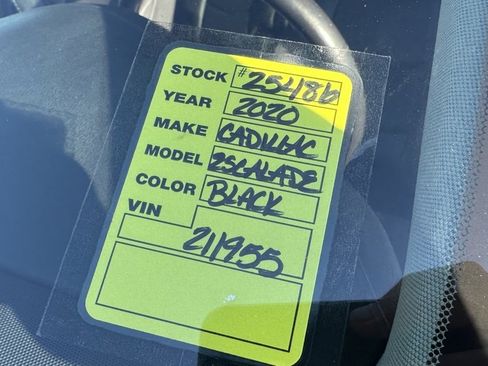 STOCK #25486
YEAR 2020
MAKE CADILLAC
MODEL ESCALADE
COLOR BLACK
VIN
211955